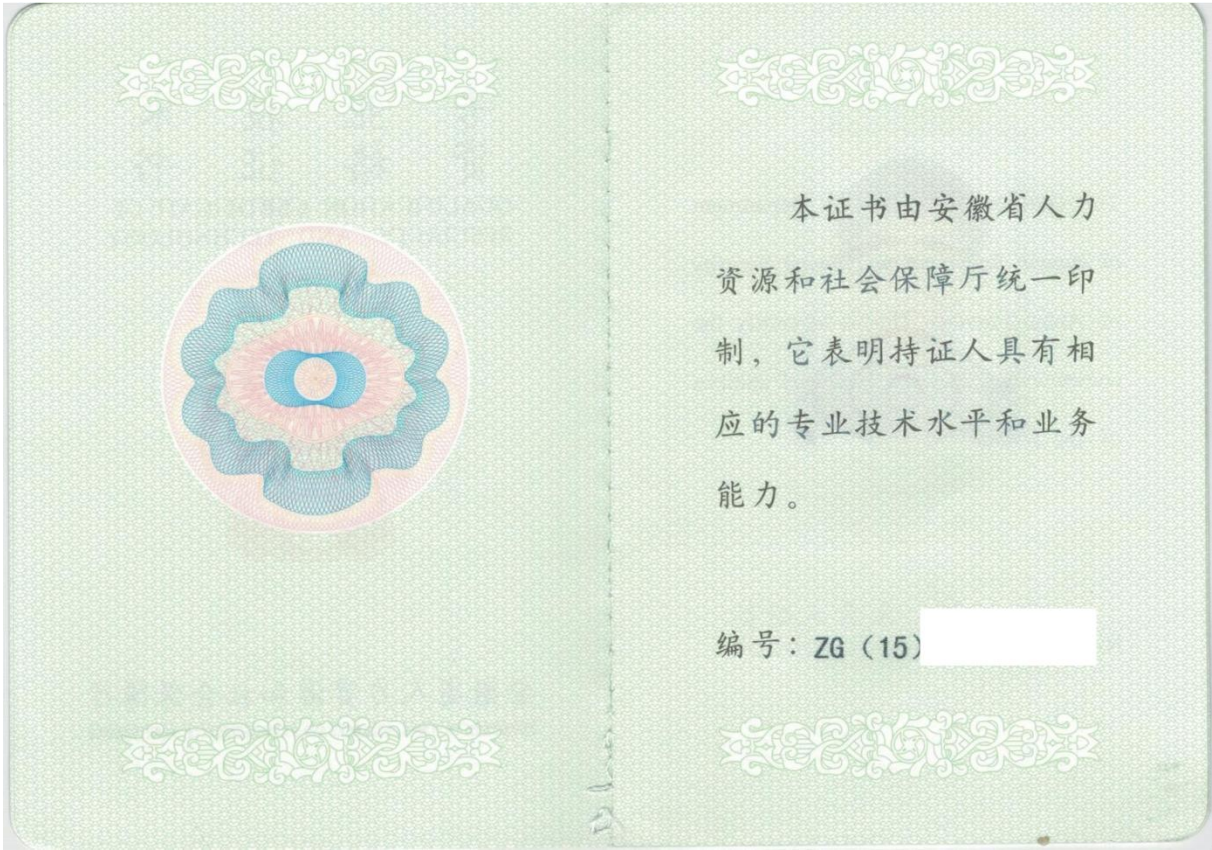 本证书由安徽省人力
资源和社会保障厅统一印
制，它表明持证人具有相
应的专业技术水平和业务
能力。
编号：ZG（15）